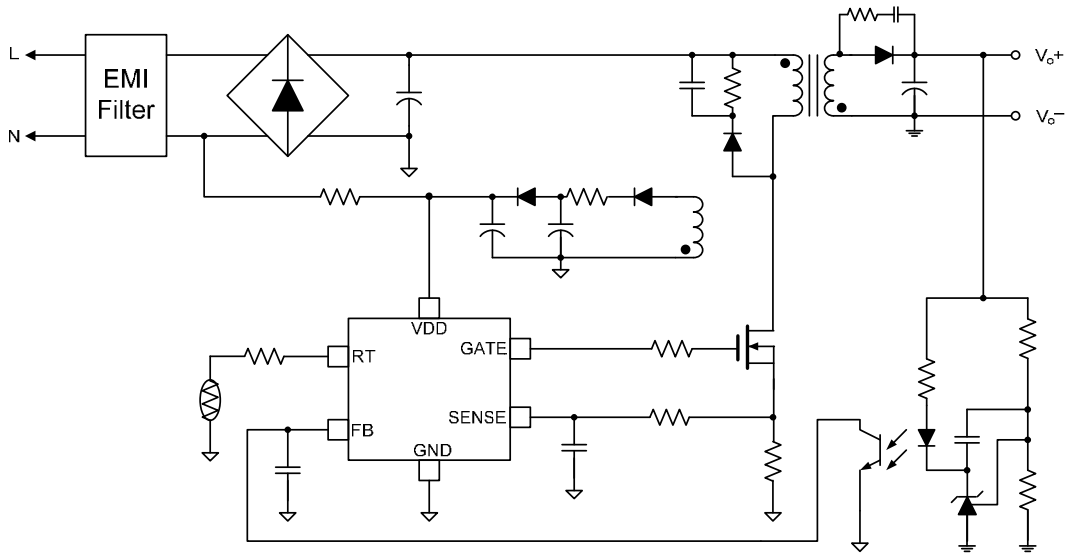 L
EMI
Filter
N
Vo+
Vo−
VDD
RT
GATE
SENSE
FB
GND